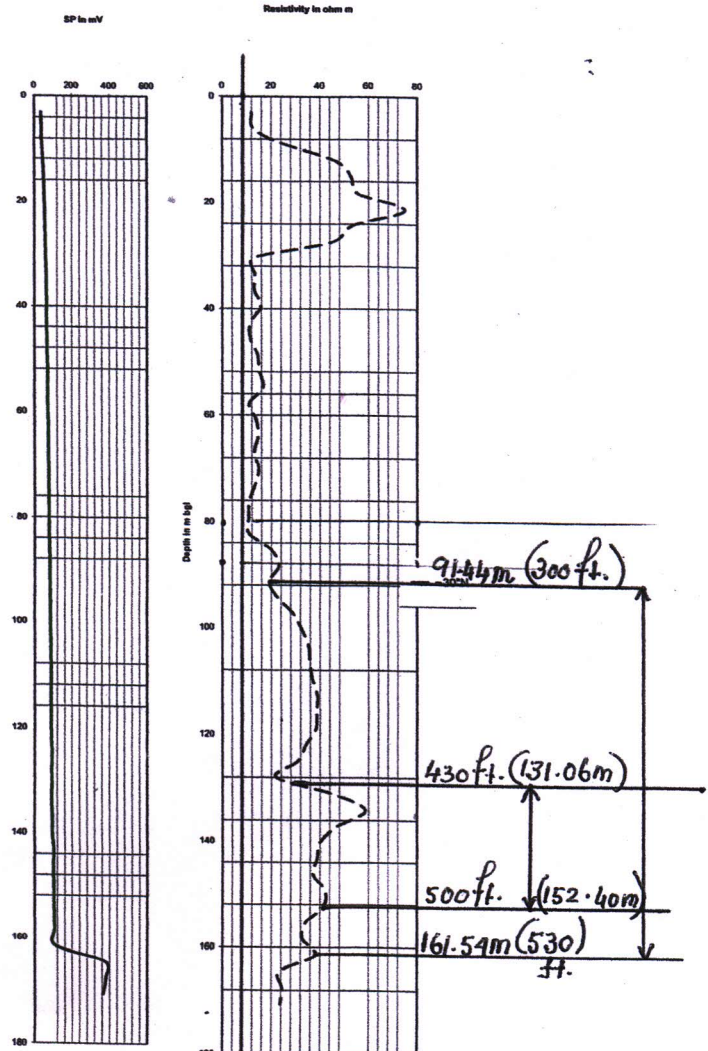 Resistivity in ohm m
SP in mV
0 200 400 600
0 20 40 60 80
0
20
40
60
80
100
120
140
160
180
Depth in m bgl
0
20
40
60
80
100
120
140
160
91.44m (300 ft.)
430 ft. (131.06m)
500 ft. (152.40m)
161.54m (530)
ft.